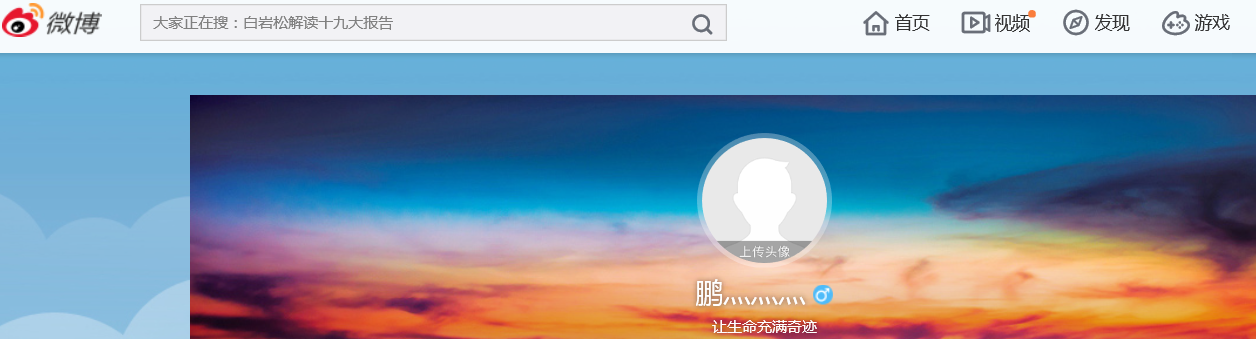 微博
大家正在搜：白岩松解读十九大报告
首页
视频
发现
游戏
上传头像
鹏灬灬灬灬
让生命充满奇迹